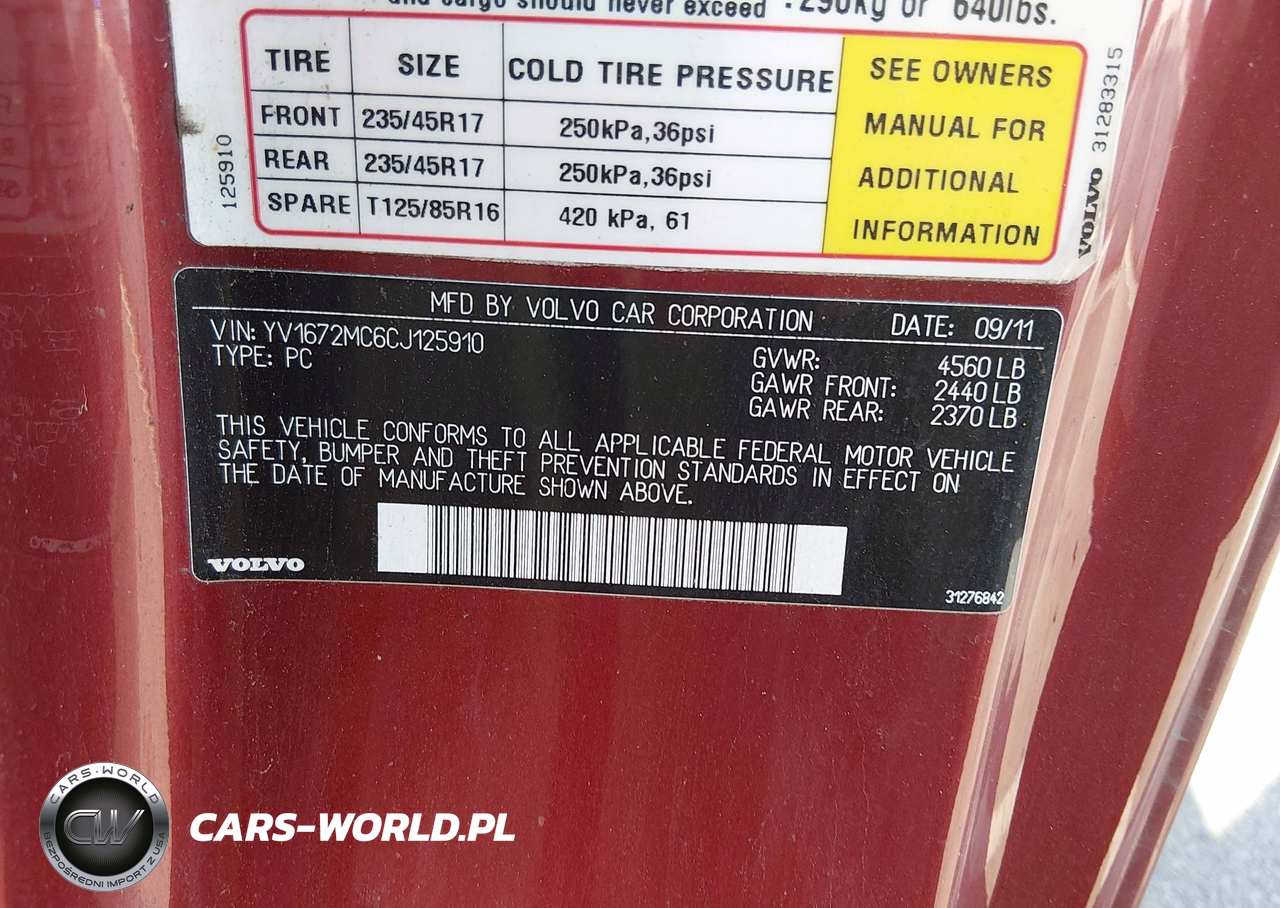 and cargo should never exceed : 290kg or 640lbs.
TIRE SIZE COLD TIRE PRESSURE SEE OWNERS
FRONT 235/45R17 250kPa,36psi MANUAL FOR
REAR 235/45R17 250kPa,36psi ADDITIONAL
SPARE T125/85R16 420 kPa, 61 INFORMATION
125910
VOLVO 31283315
MFD BY VOLVO CAR CORPORATION DATE: 09/11
VIN: YV1672MC6CJ125910 GVWR: 4560 LB
TYPE: PC GAWR FRONT: 2440 LB
GAWR REAR: 2370 LB
THIS VEHICLE CONFORMS TO ALL APPLICABLE FEDERAL MOTOR VEHICLE
SAFETY, BUMPER AND THEFT PREVENTION STANDARDS IN EFFECT ON
THE DATE OF MANUFACTURE SHOWN ABOVE.
VOLVO
31276842
CARS-WORLD
CW
BEZPOŚREDNI IMPORT Z USA
CARS-WORLD.PL